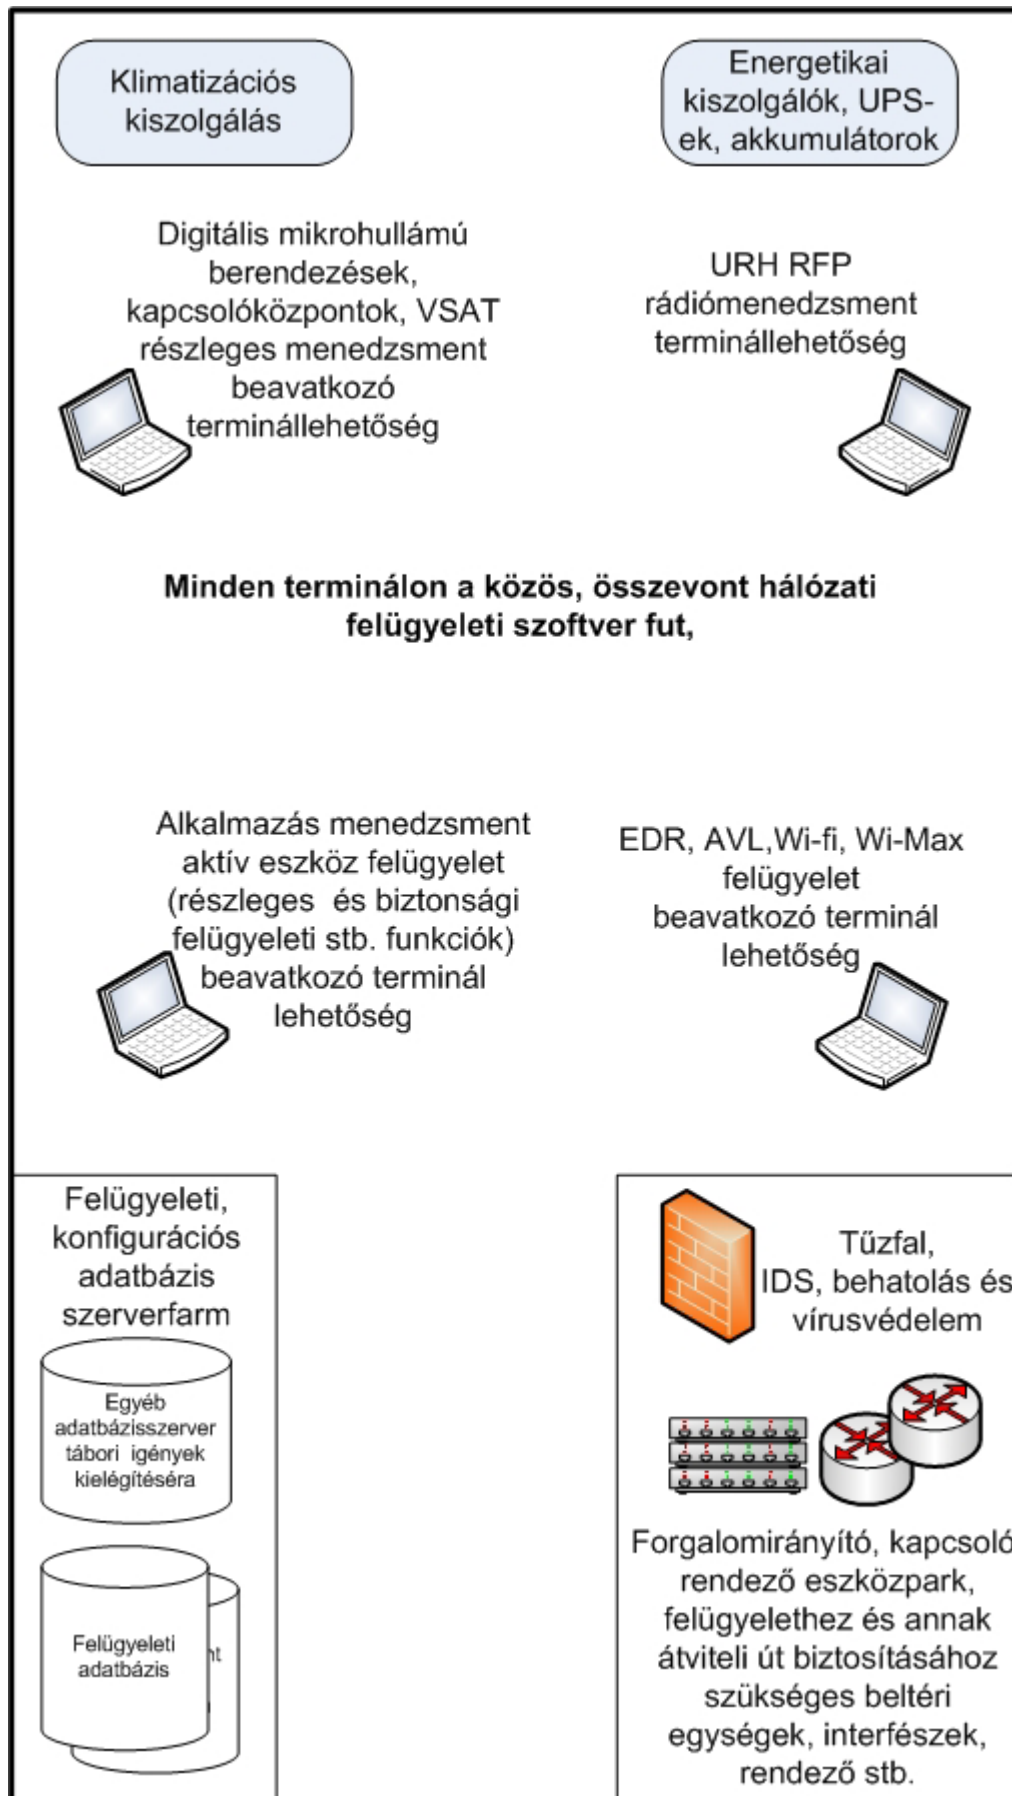 Klimatizációs
kiszolgálás
Energetikai
kiszolgálók, UPS-
ek, akkumulátorok
Digitális mikrohullámú
berendezések,
kapcsolóközpontok, VSAT
részleges menedzsment
beavatkozó
terminállehetőség
URH RFP
rádiómenedzsment
terminállehetőség
Minden terminálon a közös, összevont hálózati
felügyeleti szoftver fut,
Alkalmazás menedzsment
aktív eszköz felügyelet
(részleges és biztonsági
felügyeleti stb. funkciók)
beavatkozó terminál
lehetőség
EDR, AVL,Wi-fi, Wi-Max
felügyelet
beavatkozó terminál
lehetőség
Felügyeleti,
konfigurációs
adatbázis
szerverfarm
Egyéb
adatbázisszerver
tábori igények
kielégítéséra
Felügyeleti
adatbázis
Tűzfal,
IDS, behatolás és
vírusvédelem
Forgalomirányító, kapcsoló
rendező eszközpark,
felügyelethez és annak
átviteli út biztosításához
szükséges beltéri
egységek, interfészek,
rendező stb.